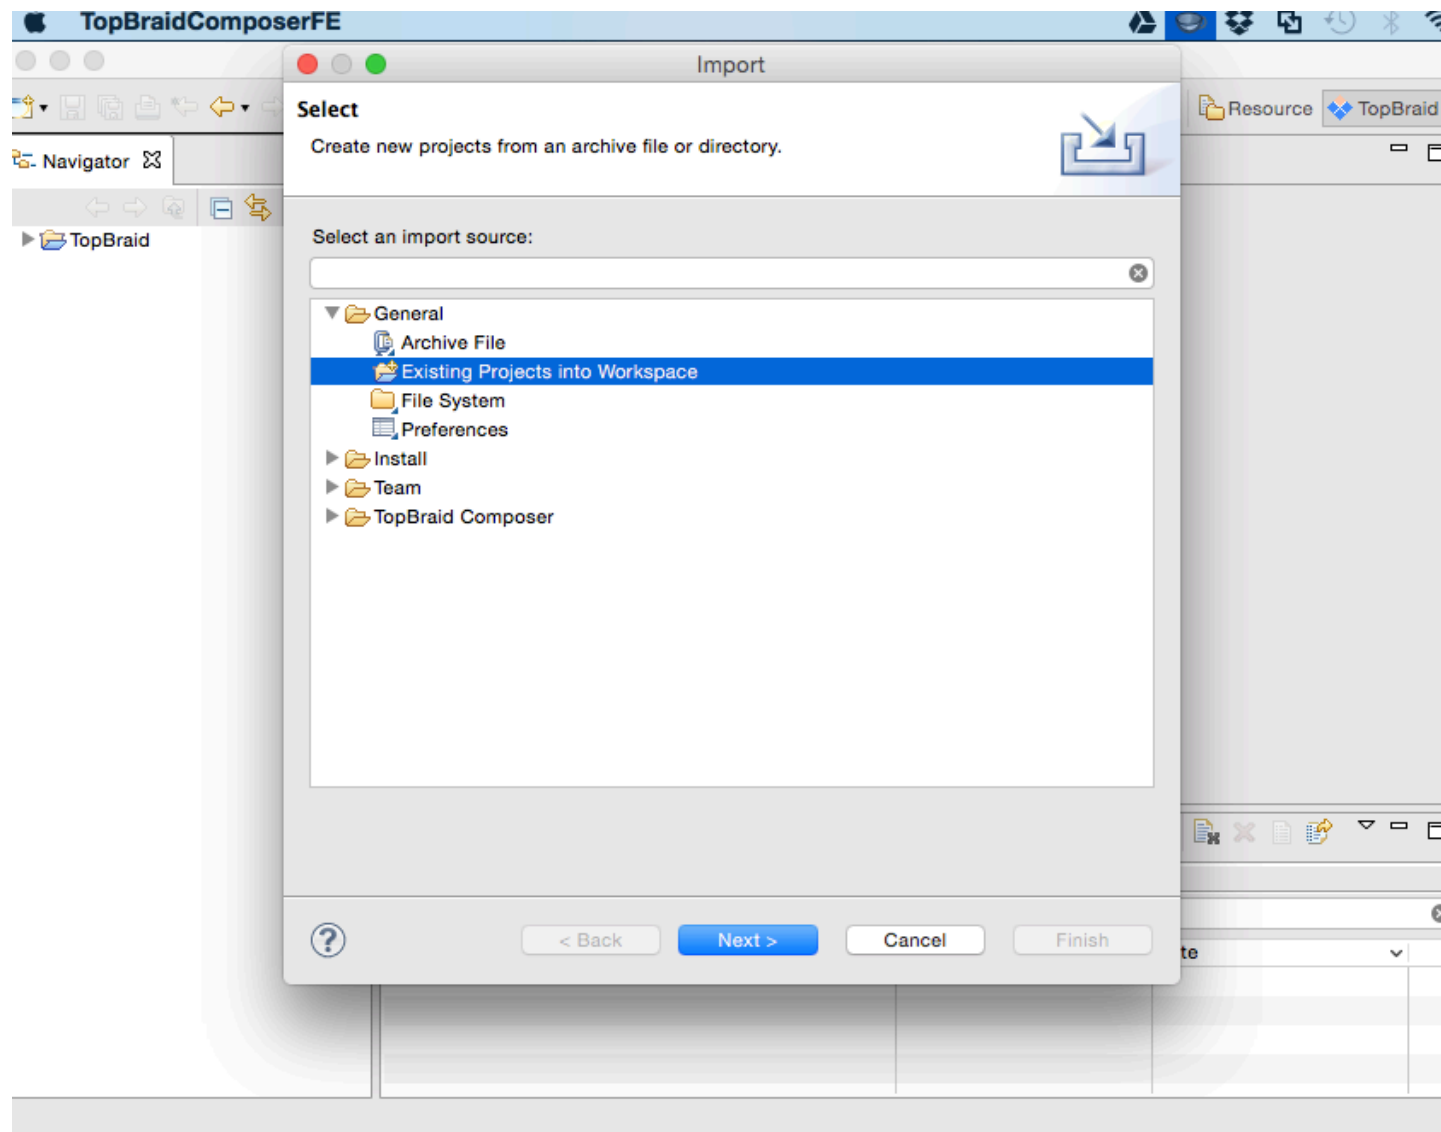 TopBraidComposerFE
Import
Select
Create new projects from an archive file or directory.
Resource TopBraid
Navigator
TopBraid
Select an import source:
General
Archive File
Existing Projects into Workspace
File System
Preferences
Install
Team
TopBraid Composer
? < Back Next > Cancel Finish
te